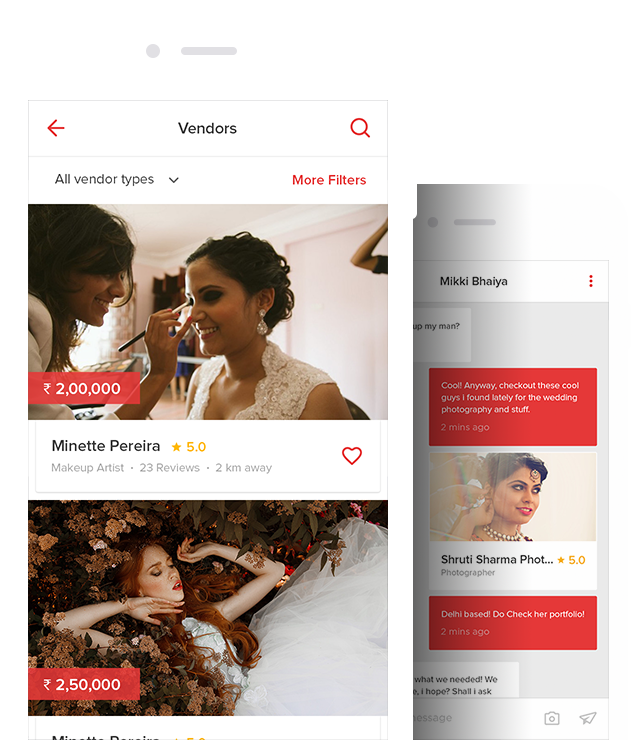 Vendors
All vendor types
More Filters
₹ 2,00,000
Minette Pereira ★ 5.0
Makeup Artist • 23 Reviews • 2 km away
₹ 2,50,000
Minette Pereira ★ 5.0
Mikki Bhaiya
up my man?
Cool! Anyway, checkout these cool
guys i found lately for the wedding
photography and stuff.
2 mins ago
Shruti Sharma Phot... ★ 5.0
Photographer
Delhi based! Do Check her portfolio!
2 mins ago
what we needed! We
, i hope? Shall i ask